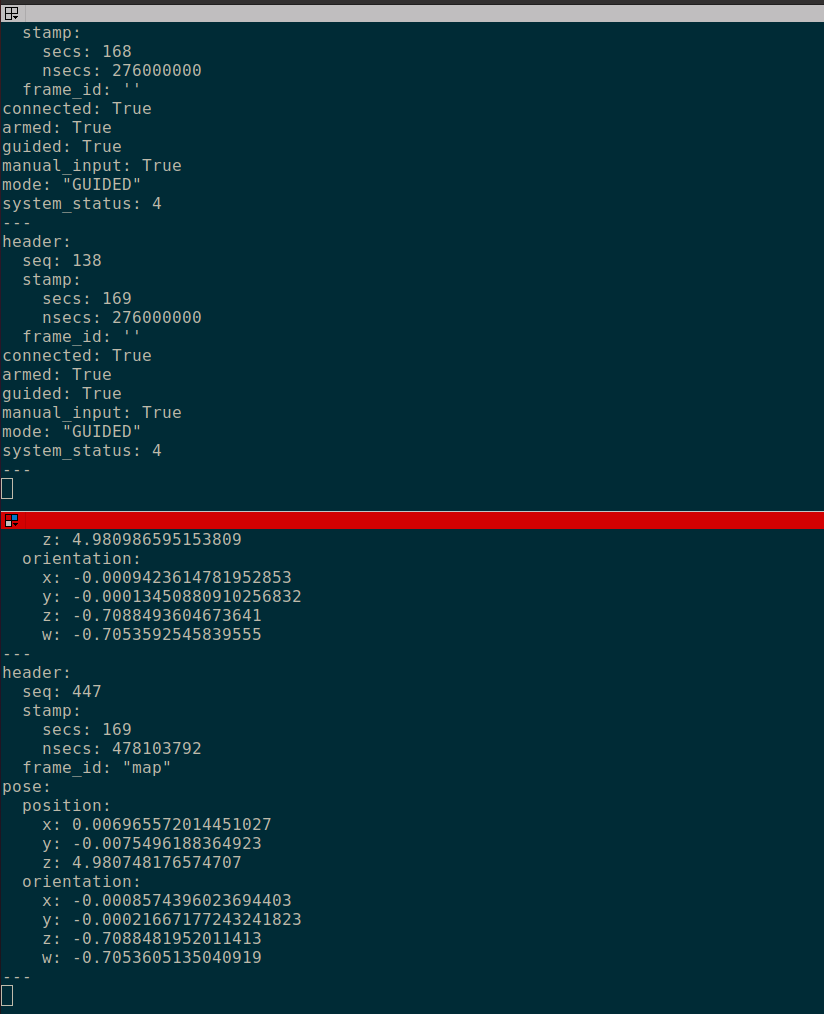 stamp:
    secs: 168
    nsecs: 276000000
  frame_id: ''
connected: True
armed: True
guided: True
manual_input: True
mode: "GUIDED"
system_status: 4
---
header:
  seq: 138
  stamp:
    secs: 169
    nsecs: 276000000
  frame_id: ''
connected: True
armed: True
guided: True
manual_input: True
mode: "GUIDED"
system_status: 4
---
    z: 4.980986595153809
  orientation:
    x: -0.0009423614781952853
    y: -0.00013450880910256832
    z: -0.7088493604673641
    w: -0.7053592545839555
---
header:
  seq: 447
  stamp:
    secs: 169
    nsecs: 478103792
  frame_id: "map"
pose:
  position:
    x: 0.006965572014451027
    y: -0.0075496188364923
    z: 4.980748176574707
  orientation:
    x: -0.0008574396023694403
    y: -0.00021667177243241823
    z: -0.7088481952011413
    w: -0.7053605135040919
---